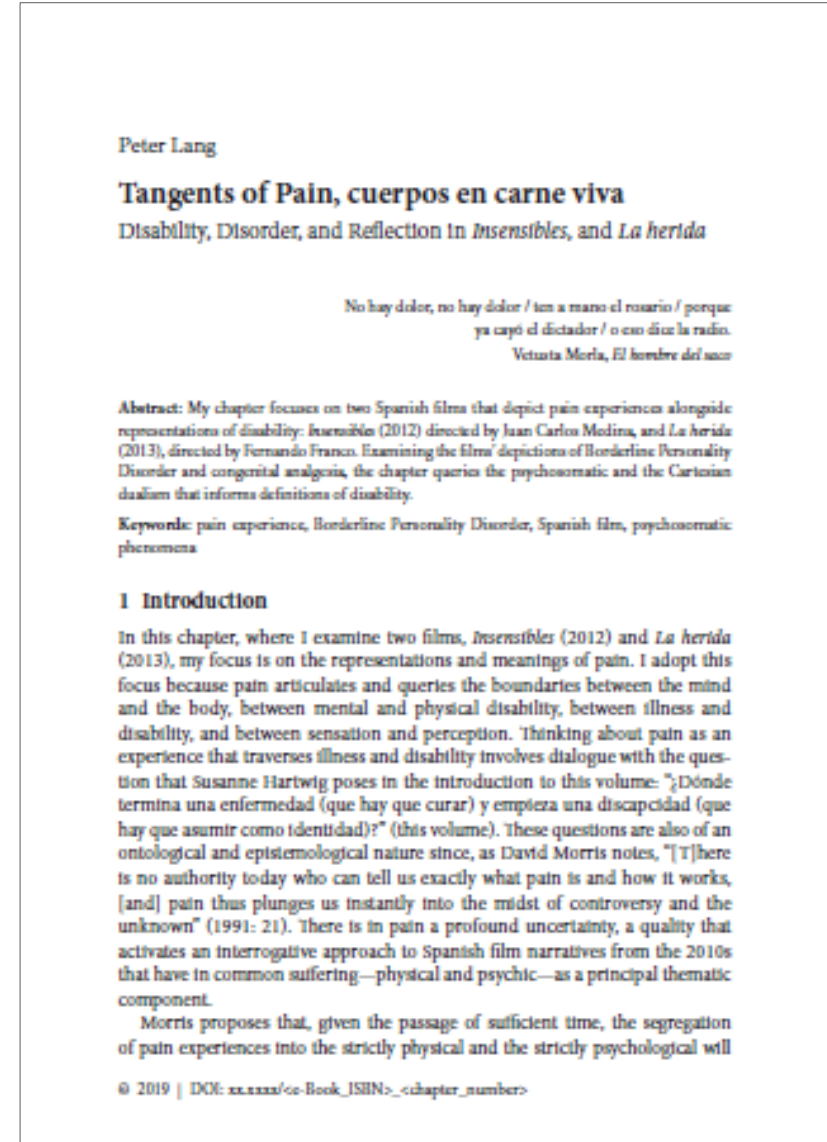 Peter Lang
Tangents of Pain, cuerpos en carne viva
Disability, Disorder, and Reflection in Insensibles, and La herida
No hay dolor, no hay dolor / ten a mano el rosario / porque
ya cayó el dictador / o eso dice la radio.
Vetusta Morla, El hombre del saco
Abstract: My chapter focuses on two Spanish films that depict pain experiences alongside
representations of disability: Insensibles (2012) directed by Juan Carlos Medina, and La herida
(2013), directed by Fernando Franco. Examining the films' depictions of Borderline Personality
Disorder and congenital analgesia, the chapter queries the psychosomatic and the Cartesian
dualism that informs definitions of disability.
Keywords: pain experience, Borderline Personality Disorder, Spanish film, psychosomatic
phenomena
1 Introduction
In this chapter, where I examine two films, Insensibles (2012) and La herida
(2013), my focus is on the representations and meanings of pain. I adopt this
focus because pain articulates and queries the boundaries between the mind
and the body, between mental and physical disability, between illness and
disability, and between sensation and perception. Thinking about pain as an
experience that traverses illness and disability involves dialogue with the ques-
tion that Susanne Hartwig poses in the introduction to this volume: "¿Dónde
termina una enfermedad (que hay que curar) y empieza una discapcidad (que
hay que asumir como identidad)?" (this volume). These questions are also of an
ontological and epistemological nature since, as David Morris notes, "[T]here
is no authority today who can tell us exactly what pain is and how it works,
[and] pain thus plunges us instantly into the midst of controversy and the
unknown" (1991: 21). There is in pain a profound uncertainty, a quality that
activates an interrogative approach to Spanish film narratives from the 2010s
that have in common suffering—physical and psychic—as a principal thematic
component.
Morris proposes that, given the passage of sufficient time, the segregation
of pain experiences into the strictly physical and the strictly psychological will
© 2019 | DOI: xx.xxxx/<e-Book_ISBN>_<chapter_number>